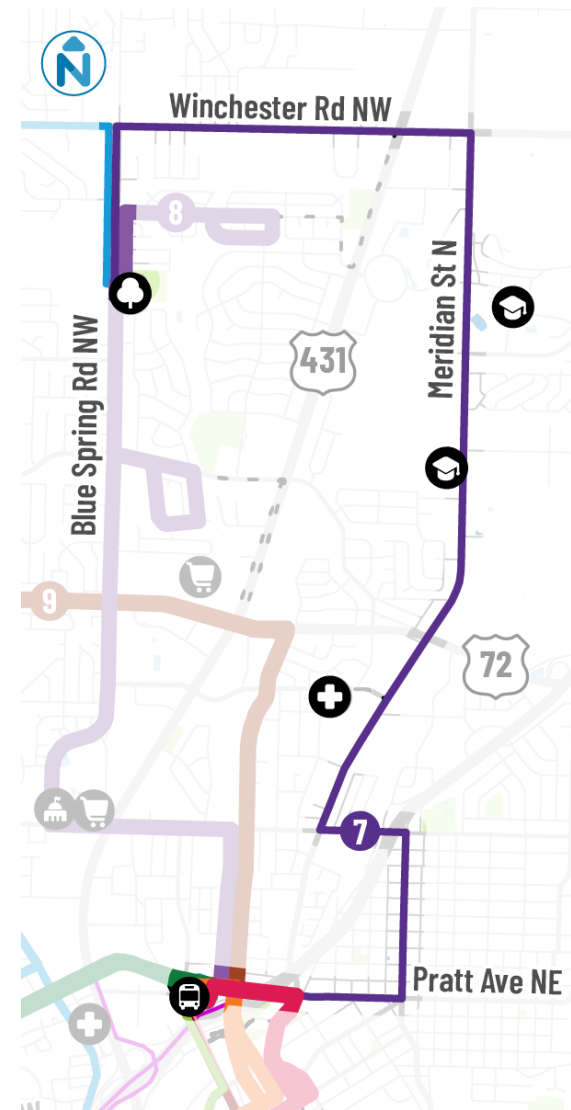 N
Winchester Rd NW
8
Meridian St N
431
Blue Spring Rd NW
9
72
7
Pratt Ave NE